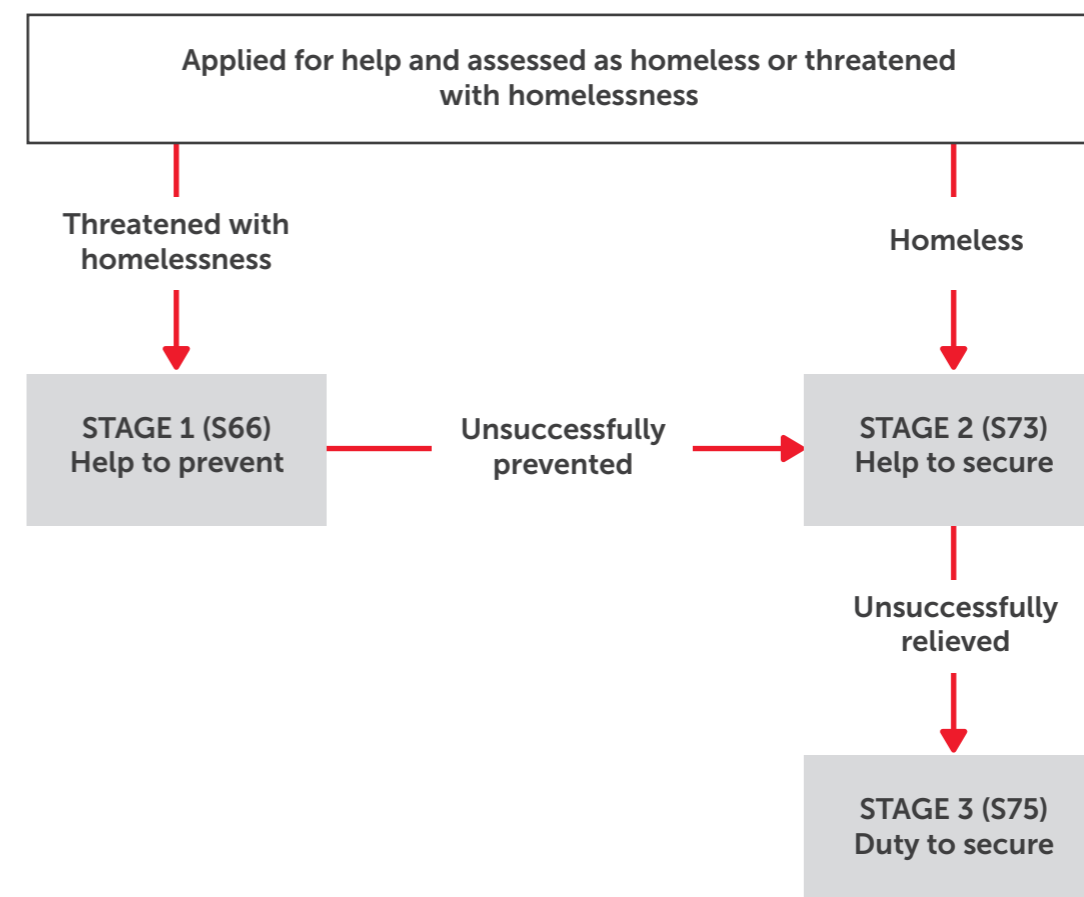 Applied for help and assessed as homeless or threatened
with homelessness
Threatened with
homelessness
Homeless
STAGE 1 (S66)
Help to prevent
Unsuccessfully
prevented
STAGE 2 (S73)
Help to secure
Unsuccessfully
relieved
STAGE 3 (S75)
Duty to secure